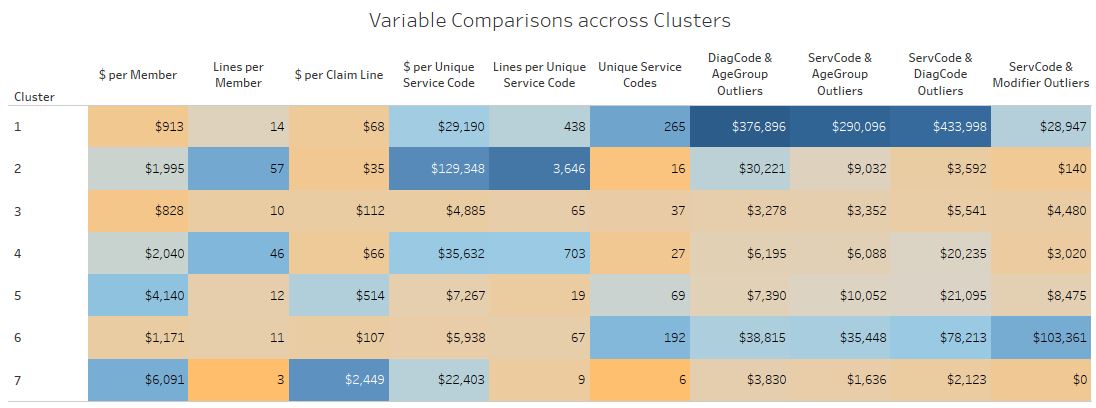 Variable Comparisons accross Clusters
Cluster $ per Member Lines per Member $ per Claim Line $ per Unique Service Code Lines per Unique Service Code Unique Service Codes DiagCode & AgeGroup Outliers ServCode & AgeGroup Outliers ServCode & DiagCode Outliers ServCode & Modifier Outliers
1 $913 14 $68 $29,190 438 265 $376,896 $290,096 $433,998 $28,947
2 $1,995 57 $35 $129,348 3,646 16 $30,221 $9,032 $3,592 $140
3 $828 10 $112 $4,885 65 37 $3,278 $3,352 $5,541 $4,480
4 $2,040 46 $66 $35,632 703 27 $6,195 $6,088 $20,235 $3,020
5 $4,140 12 $514 $7,267 19 69 $7,390 $10,052 $21,095 $8,475
6 $1,171 11 $107 $5,938 67 192 $38,815 $35,448 $78,213 $103,361
7 $6,091 3 $2,449 $22,403 9 6 $3,830 $1,636 $2,123 $0